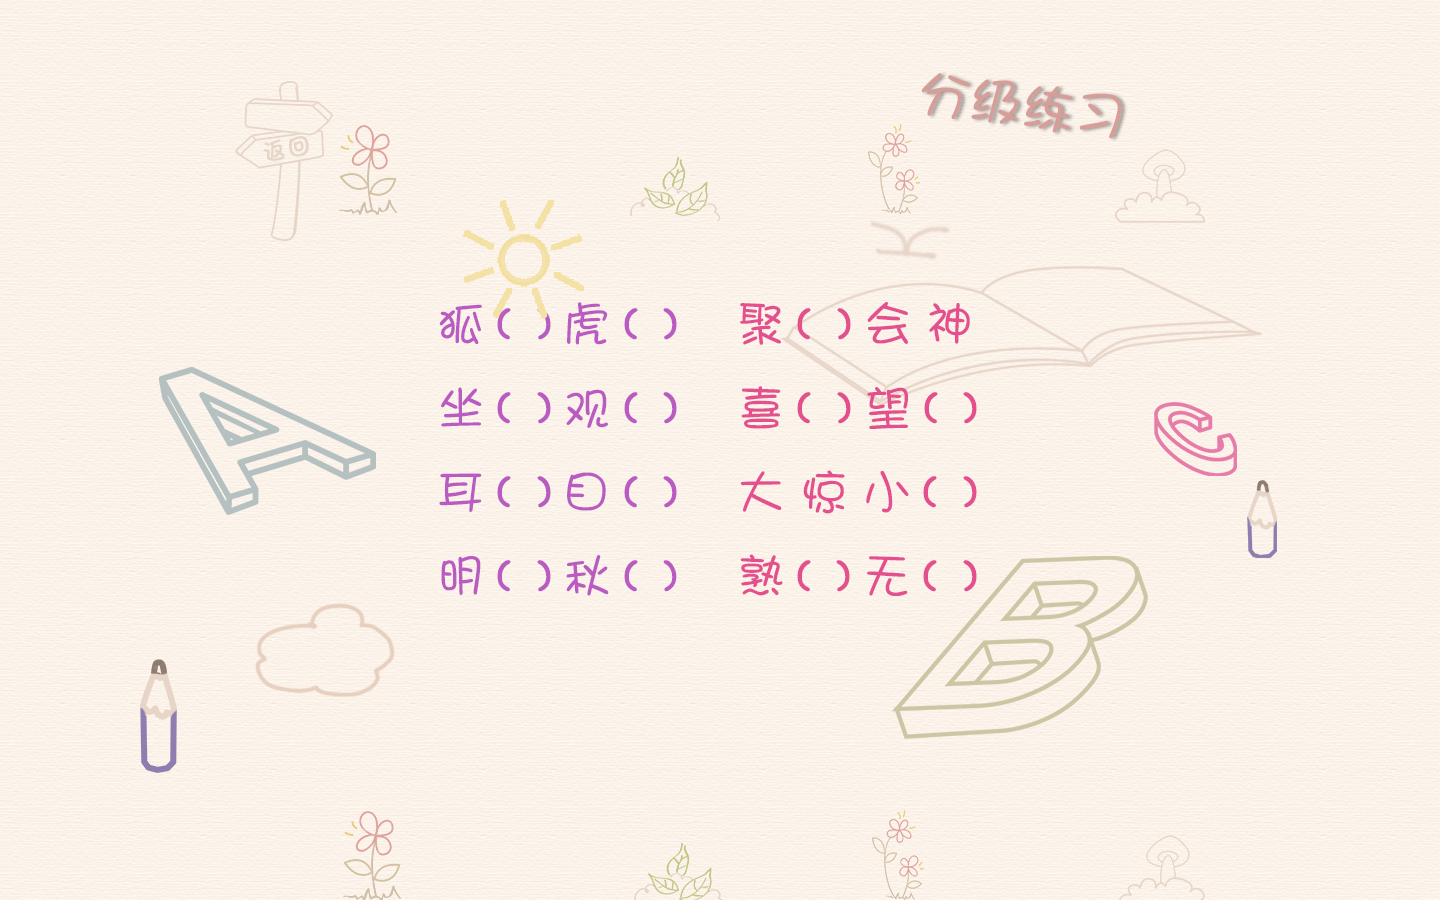 分级练习
返回
狐( )虎( ) 聚( )会神
坐( )观( ) 喜( )望( )
耳( )目( ) 大惊小( )
明( )秋( ) 熟( )无( )
A
C
B